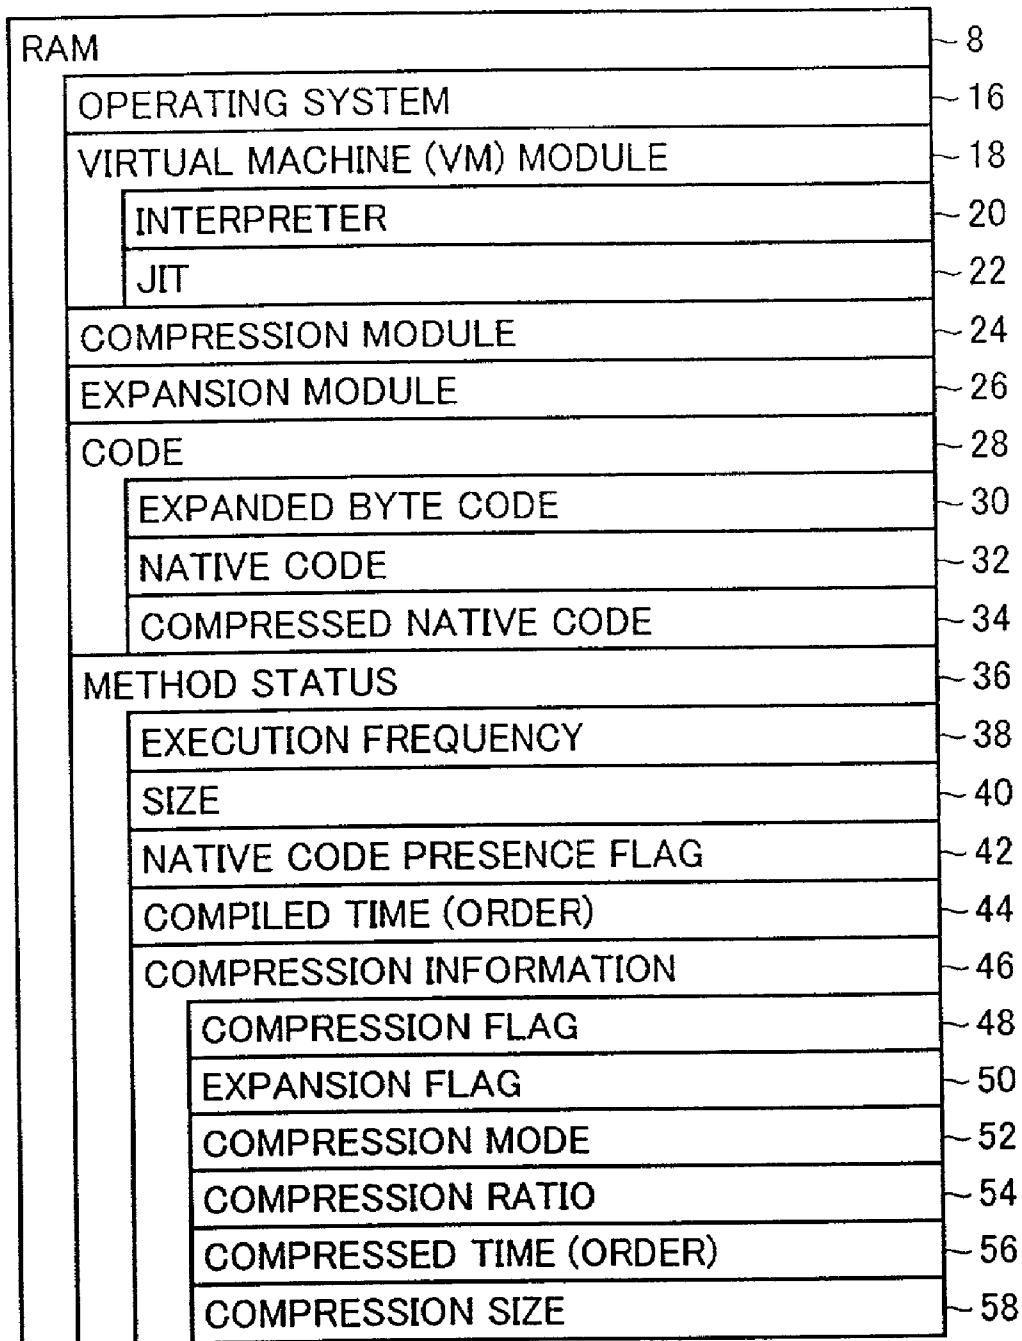 RAM ~8
OPERATING SYSTEM ~16
VIRTUAL MACHINE (VM) MODULE ~18
INTERPRETER ~20
JIT ~22
COMPRESSION MODULE ~24
EXPANSION MODULE ~26
CODE ~28
EXPANDED BYTE CODE ~30
NATIVE CODE ~32
COMPRESSED NATIVE CODE ~34
METHOD STATUS ~36
EXECUTION FREQUENCY ~38
SIZE ~40
NATIVE CODE PRESENCE FLAG ~42
COMPILED TIME (ORDER) ~44
COMPRESSION INFORMATION ~46
COMPRESSION FLAG ~48
EXPANSION FLAG ~50
COMPRESSION MODE ~52
COMPRESSION RATIO ~54
COMPRESSED TIME (ORDER) ~56
COMPRESSION SIZE ~58